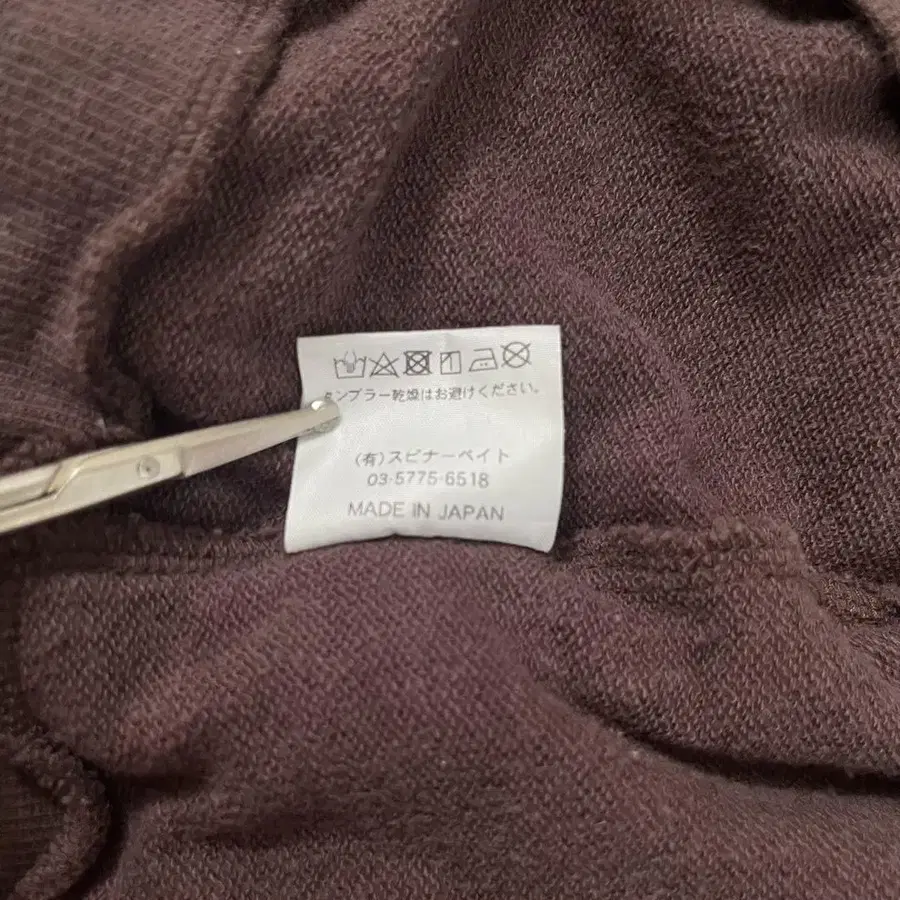 タンブラー乾燥はお避けください。
(有)スピナーベイト
03-5775-6518
MADE IN JAPAN